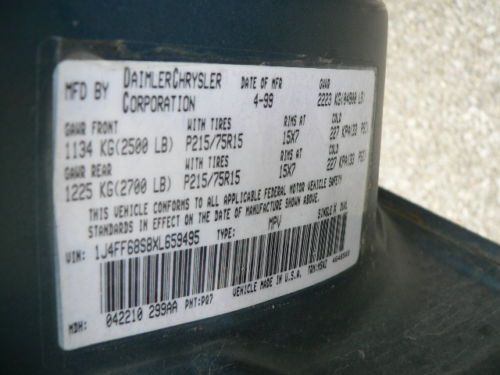 MFD BY DAIMLERCHRYSLER CORPORATION DATE OF MFR 4-99 GVWR 2223 KG(04900 LB)
GAWR FRONT WITH TIRES RIMS AT COLD
1134 KG(2500 LB) P215/75R15 15X7 227 KPA(33 PSI)
GAWR REAR WITH TIRES RIMS AT COLD
1225 KG(2700 LB) P215/75R15 15X7 227 KPA(33 PSI)
THIS VEHICLE CONFORMS TO ALL APPLICABLE FEDERAL MOTOR VEHICLE SAFETY
STANDARDS IN EFFECT ON THE DATE OF MANUFACTURE SHOWN ABOVE.
VIN: 1J4FF68S8XL659495 TYPE: MPV SINGLE
MDH: 042210 299AA PNT:PQ7 VEHICLE MADE IN U.S.A.